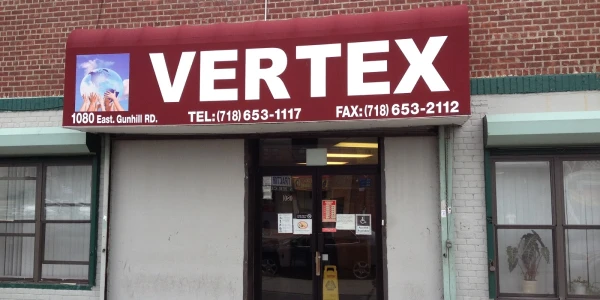 VERTEX
1080 East. Gunhill RD.
TEL:(718) 653-1117
FAX:(718) 653-2112